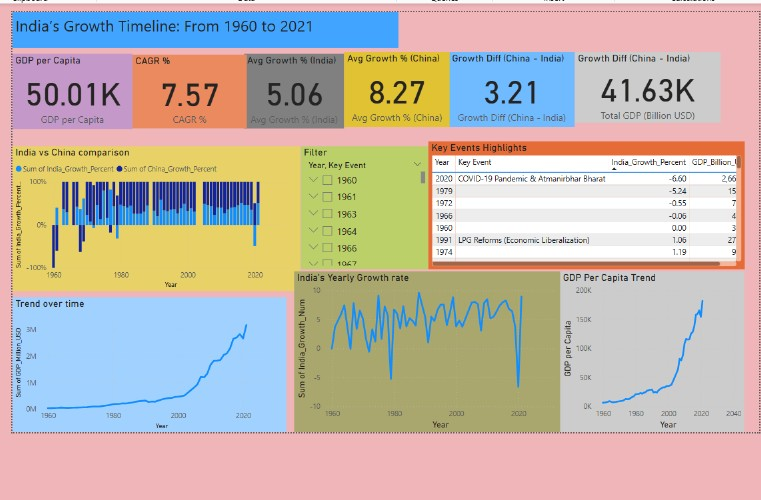 India's Growth Timeline: From 1960 to 2021
GDP per Capita
50.01K
GDP per Capita
CAGR %
7.57
CAGR %
Avg Growth % (India)
5.06
Avg Growth % (India)
Avg Growth % (China)
8.27
Avg Growth % (China)
Growth Diff (China - India)
3.21
Growth Diff (China - India)
Growth Diff (China - India)
41.63K
Total GDP (Billion USD)
India vs China comparison
Sum of India_Growth_Percent Sum of China_Growth_Percent
Sum of India_Growth_Percent...
100%
0%
-100%
1960 1980 2000 2020
Year
Filter
Year, Key Event
1960
1961
1963
1964
1966
1967
Key Events Highlights
Year Key Event India_Growth_Percent GDP_Billion_U
2020 COVID-19 Pandemic & Atmanirbhar Bharat -6.60 2,66
1979 -5.24 15
1972 -0.55 7
1966 -0.06 4
1960 0.00 3
1991 LPG Reforms (Economic Liberalization) 1.06 27
1974 1.19 9
Trend over time
Sum of GDP_Million_USD
3M
2M
1M
0M
1960 1980 2000 2020
Year
India's Yearly Growth rate
Sum of India_Growth_Num
10
5
0
-5
-10
1960 1980 2000 2020
Year
GDP Per Capita Trend
GDP per Capita
200K
150K
100K
50K
0K
1960 1980 2000 2020 2040
Year